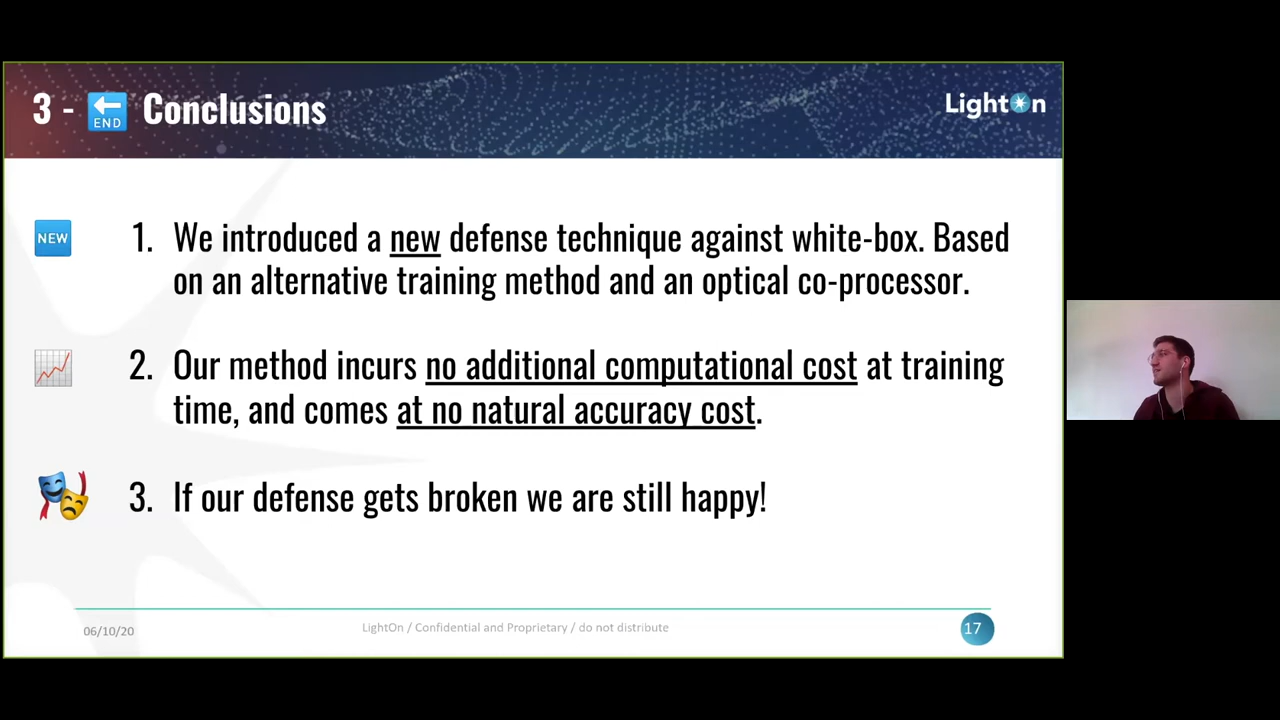 3 - END Conclusions
LightOn
NEW
1. We introduced a new defense technique against white-box. Based
on an alternative training method and an optical co-processor.
2. Our method incurs no additional computational cost at training
time, and comes at no natural accuracy cost.
3. If our defense gets broken we are still happy!
06/10/20
LightOn / Confidential and Proprietary / do not distribute
17